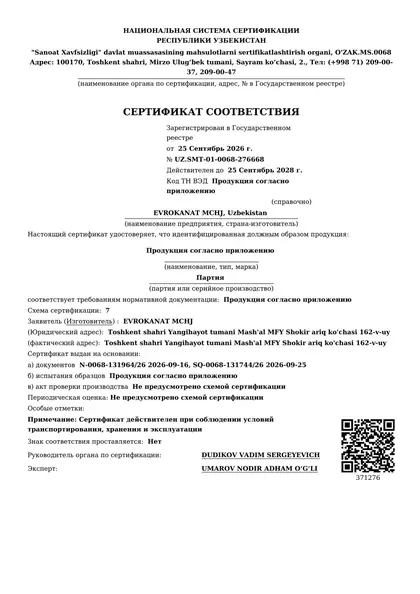 НАЦИОНАЛЬНАЯ СИСТЕМА СЕРТИФИКАЦИИ
РЕСПУБЛИКИ УЗБЕКИСТАН
"Sanoat Xavfsizligi" davlat muassasasining mahsulotlarni sertifikatlashtirish organi, O'ZAK.MS.0068
Адрес: 100170, Toshkent shahri, Mirzo Ulug'bek tumani, Sayram ko'chasi, 2., Тел: (+998 71) 209-00-
37, 209-00-47
(наименование органа по сертификации, адрес, № в Государственном реестре)
СЕРТИФИКАТ СООТВЕТСТВИЯ
Зарегистрирован в Государственном
реестре
от 25 Сентябрь 2026 г.
№ UZ.SMT-01-0068-276668
Действителен до 25 Сентябрь 2028 г.
Код ТН ВЭД Продукция согласно
приложению
(справочно)
EVROKANAT MCHJ, Uzbekistan
(наименование предприятия, страна-изготовитель)
Настоящий сертификат удостоверяет, что идентифицированная должным образом продукция:
Продукция согласно приложению
(наименование, тип, марка)
Партия
(партия или серийное производство)
соответствует требованиям нормативной документации: Продукция согласно приложению
Схема сертификации: 7
Заявитель (Изготовитель) : EVROKANAT MCHJ
(Юридический адрес): Toshkent shahri Yangihayot tumani Mash'al MFY Shokir ariq ko'chasi 162-v-uy
(фактический адрес): Toshkent shahri Yangihayot tumani Mash'al MFY Shokir ariq ko'chasi 162-v-uy
Сертификат выдан на основании:
а) документов N-0068-131964/26 2026-09-16, SQ-0068-131744/26 2026-09-25
б) испытания образцов Продукция согласно приложению
в) акт проверки производства Не предусмотрено схемой сертификации
Периодическая оценка: Не предусмотрено схемой сертификации
Особые отметки:
Примечание: Сертификат действителен при соблюдении условий
транспортирования, хранения и эксплуатации
Знак соответствия проставляется: Нет
Руководитель органа по сертификации: DUDIKOV VADIM SERGEYEVICH
Эксперт: UMAROV NODIR ADHAM O'G'LI
371276